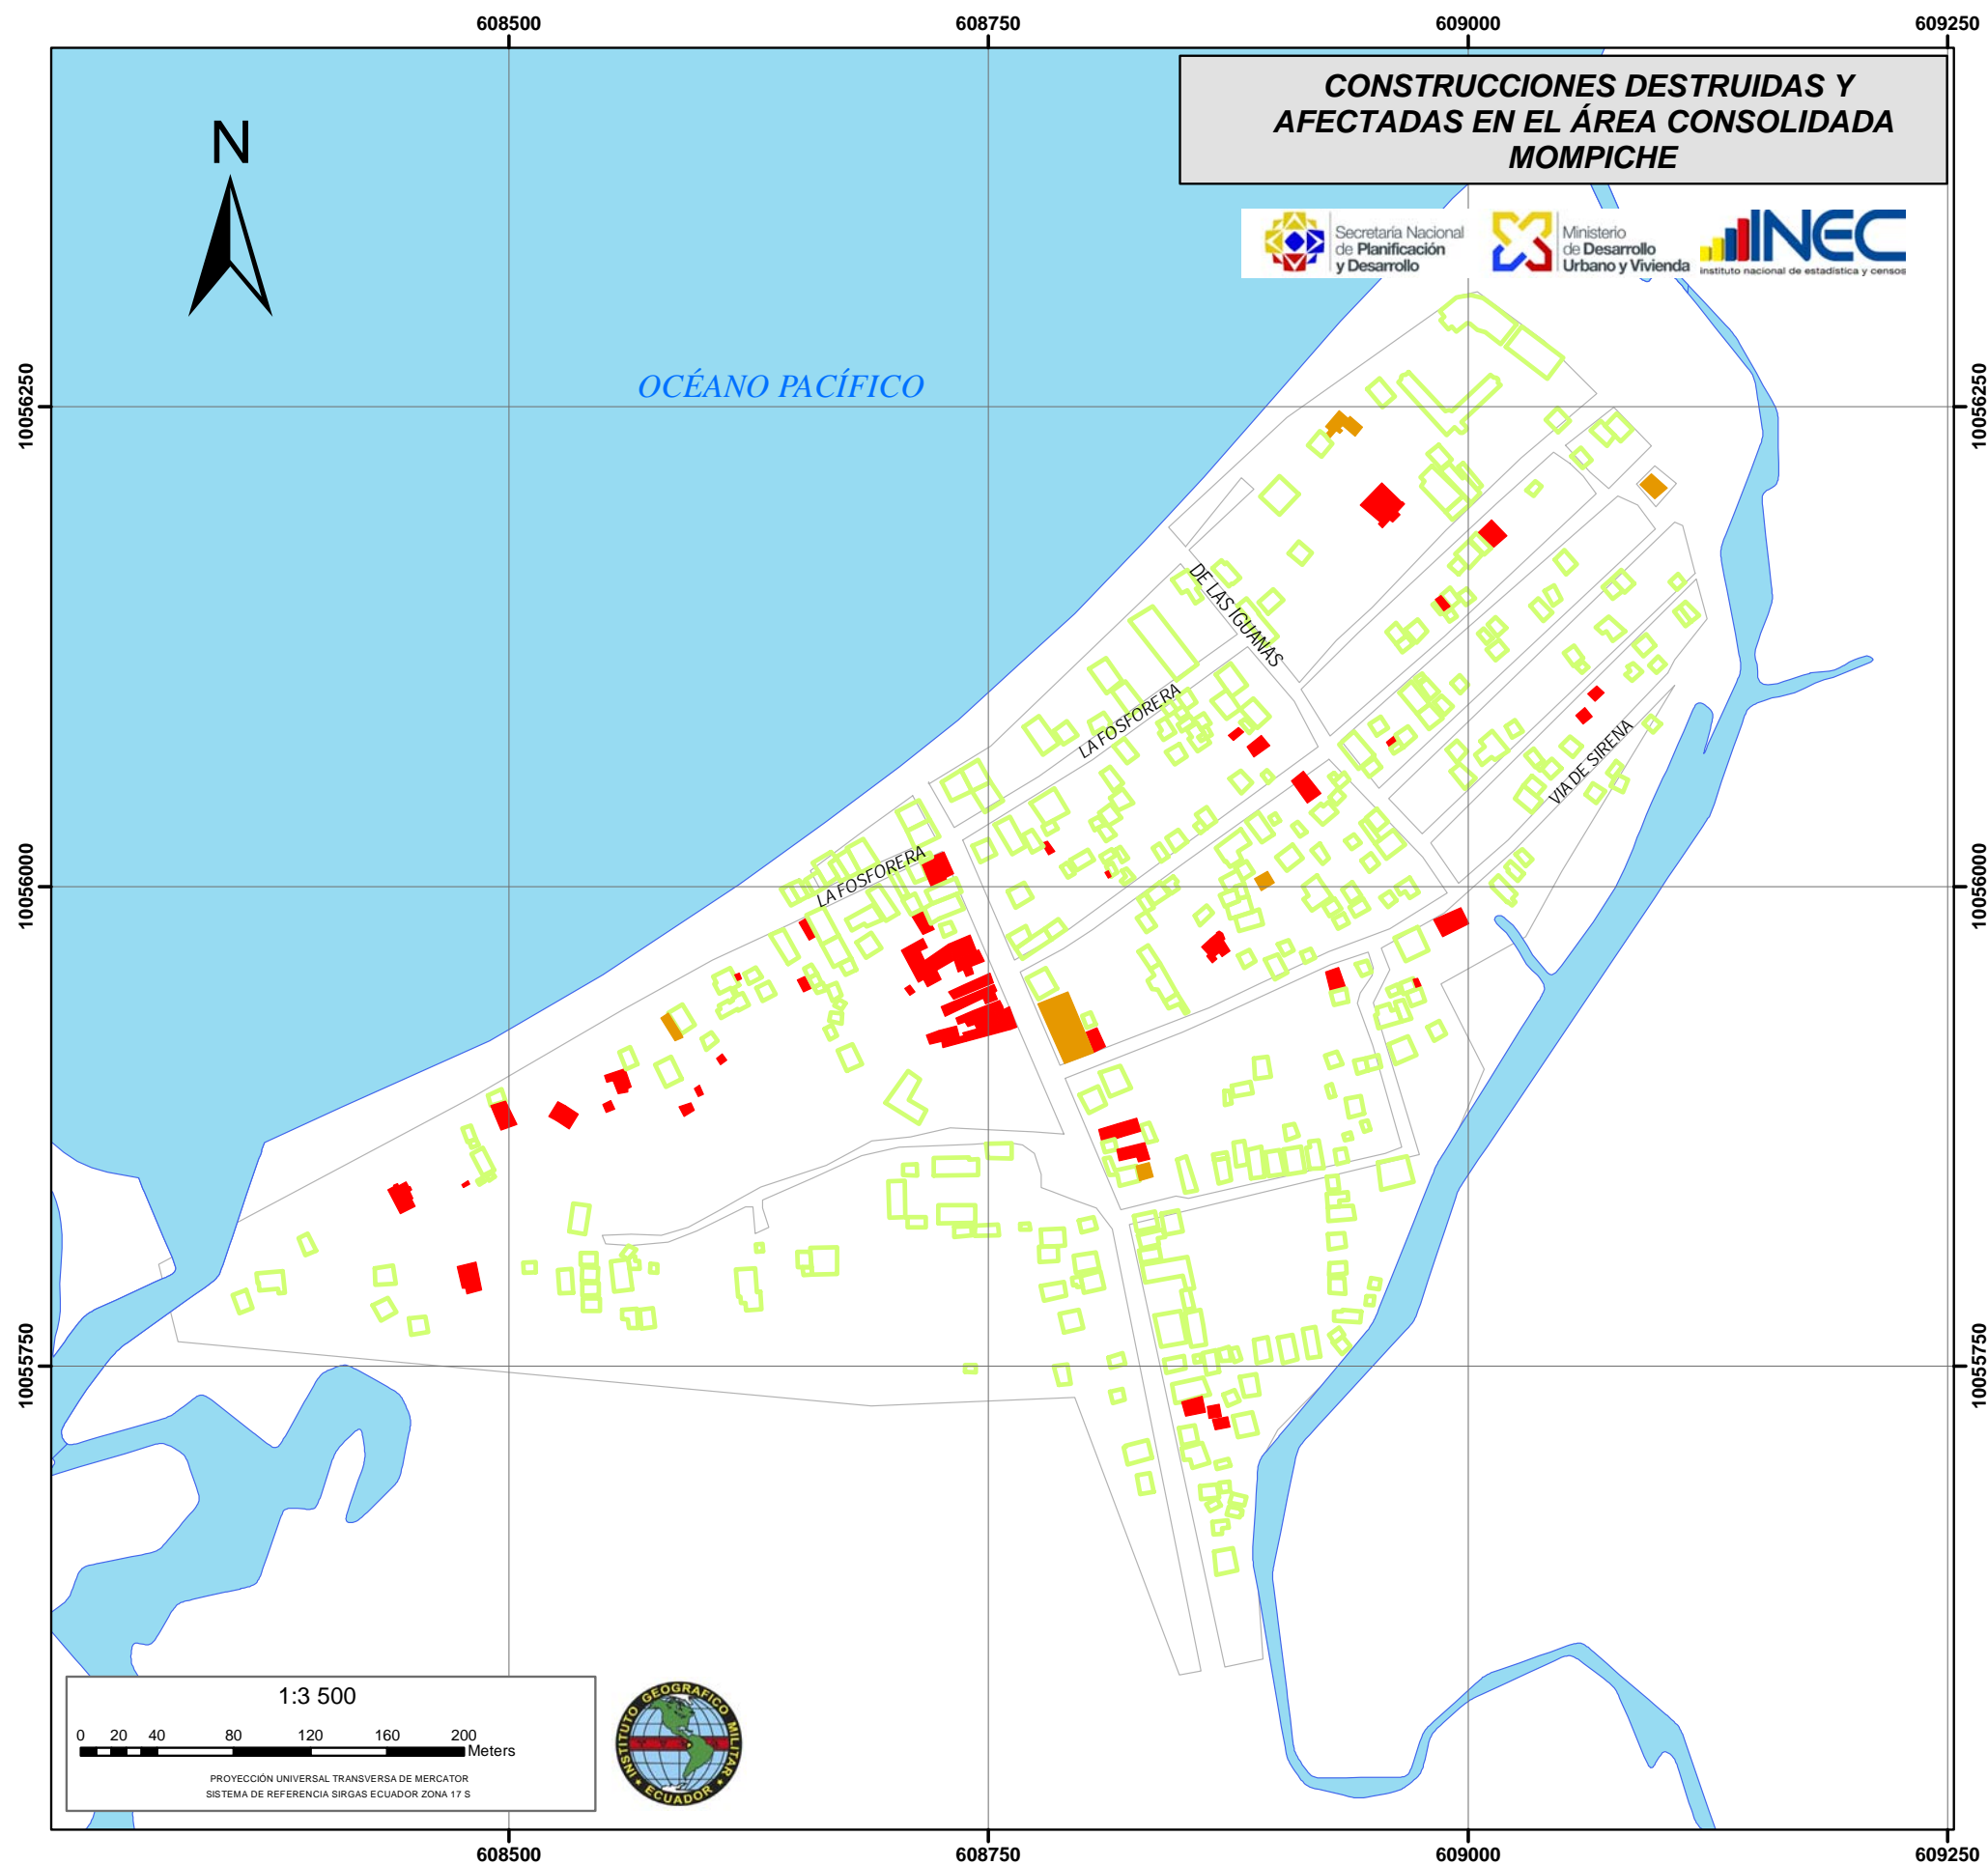 608500
608750
609000
609250
CONSTRUCCIONES DESTRUIDAS Y
AFECTADAS EN EL ÁREA CONSOLIDADA
MOMPICHE
N
Secretaría Nacional
de Planificación
y Desarrollo
Ministerio
de Desarrollo
Urbano y Vivienda
INEC
instituto nacional de estadística y censos
OCÉANO PACÍFICO
10056250
10056250
DE LAS IGUANAS
LA FOSFORERA
VIA DE SIRENA
LA FOSFORERA
10056000
10056000
10055750
10055750
1:3 500
0 20 40 80 120 160 200
Meters
PROYECCIÓN UNIVERSAL TRANSVERSA DE MERCATOR
SISTEMA DE REFERENCIA SIRGAS ECUADOR ZONA 17 S
INSTITUTO GEOGRAFICO MILITAR
ECUADOR
608500
608750
609000
609250